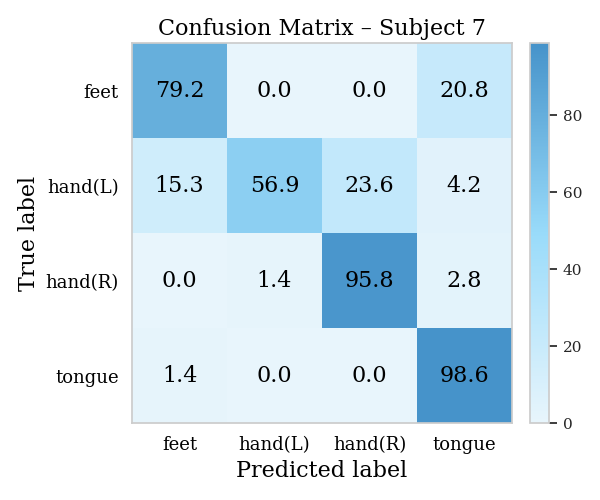 Confusion Matrix – Subject 7
feet 79.2 0.0 0.0 20.8
hand(L) 15.3 56.9 23.6 4.2
hand(R) 0.0 1.4 95.8 2.8
tongue 1.4 0.0 0.0 98.6
feet hand(L) hand(R) tongue
Predicted label
True label
80
60
40
20
0